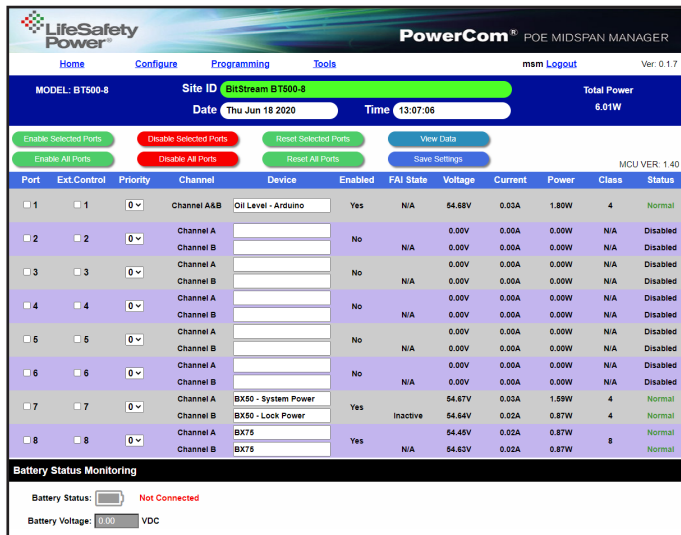 LifeSafety
Power®
PowerCom® POE MIDSPAN MANAGER
Home Configure Programming Tools msm Logout Ver: 0.1.7
MODEL: BT500-8 Site ID BitStream BT500-8 Total Power
Date Thu Jun 18 2020 Time 13:07:06 6.01W
Enable Selected Ports Disable Selected Ports Reset Selected Ports View Data
Enable All Ports Disable All Ports Reset All Ports Save Settings MCU VER: 1.40
Port Ext.Control Priority Channel Device Enabled FAI State Voltage Current Power Class Status
1 1 0 Channel A&B Oil Level - Arduino Yes N/A 54.68V 0.03A 1.80W 4 Normal
Channel A 0.00V 0.00A 0.00W N/A Disabled
2 2 0 No
Channel B N/A 0.00V 0.00A 0.00W N/A Disabled
Channel A 0.00V 0.00A 0.00W N/A Disabled
3 3 0 No
Channel B N/A 0.00V 0.00A 0.00W N/A Disabled
Channel A 0.00V 0.00A 0.00W N/A Disabled
4 4 0 No
Channel B N/A 0.00V 0.00A 0.00W N/A Disabled
Channel A 0.00V 0.00A 0.00W N/A Disabled
5 5 0 No
Channel B N/A 0.00V 0.00A 0.00W N/A Disabled
Channel A 0.00V 0.00A 0.00W N/A Disabled
6 6 0 No
Channel B N/A 0.00V 0.00A 0.00W N/A Disabled
Channel A BX50 - System Power 54.67V 0.03A 1.59W 4 Normal
7 7 0 Yes
Channel B BX50 - Lock Power Inactive 54.64V 0.02A 0.87W 4 Normal
Channel A BX75 54.45V 0.02A 0.87W Normal
8 8 0 Yes 8
Channel B BX75 N/A 54.63V 0.02A 0.87W Normal
Battery Status Monitoring
Battery Status: Not Connected
Battery Voltage: 0.00 VDC